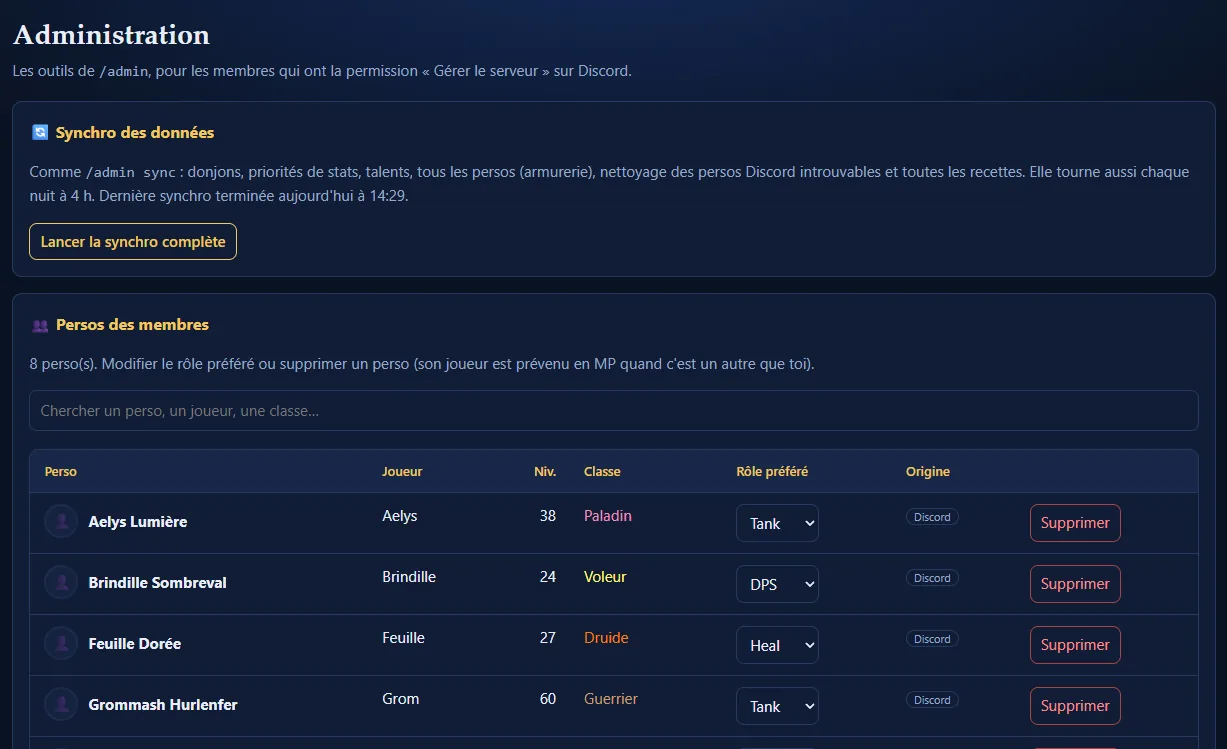 Administration
Les outils de /admin, pour les membres qui ont la permission « Gérer le serveur » sur Discord.
Synchro des données
Comme /admin sync : donjons, priorités de stats, talents, tous les persos (armurerie), nettoyage des persos Discord introuvables et toutes les recettes. Elle tourne aussi chaque
nuit à 4 h. Dernière synchro terminée aujourd'hui à 14:29.
Lancer la synchro complète
Persos des membres
8 perso(s). Modifier le rôle préféré ou supprimer un perso (son joueur est prévenu en MP quand c'est un autre que toi).
Chercher un perso, un joueur, une classe...
Perso Joueur Niv. Classe Rôle préféré Origine
Aelys Lumière Aelys 38 Paladin Tank Discord Supprimer
Brindille Sombreval Brindille 24 Voleur DPS Discord Supprimer
Feuille Dorée Feuille 27 Druide Heal Discord Supprimer
Grommash Hurlenfer Grom 60 Guerrier Tank Discord Supprimer